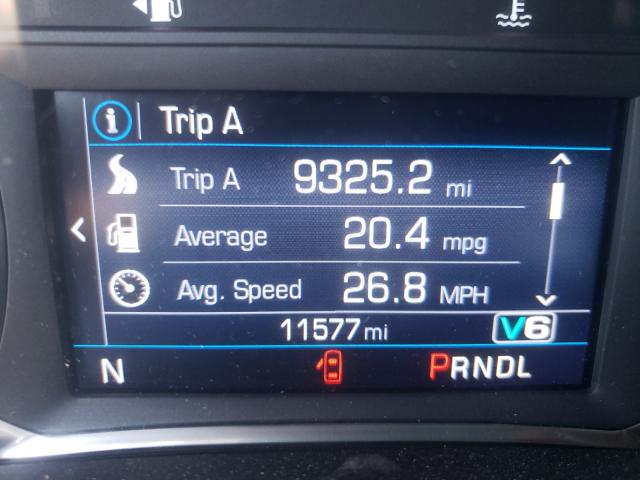 Trip A
Trip A 9325.2 mi
Average 20.4 mpg
Avg. Speed 26.8 MPH
11577 mi V6
N PRNDL